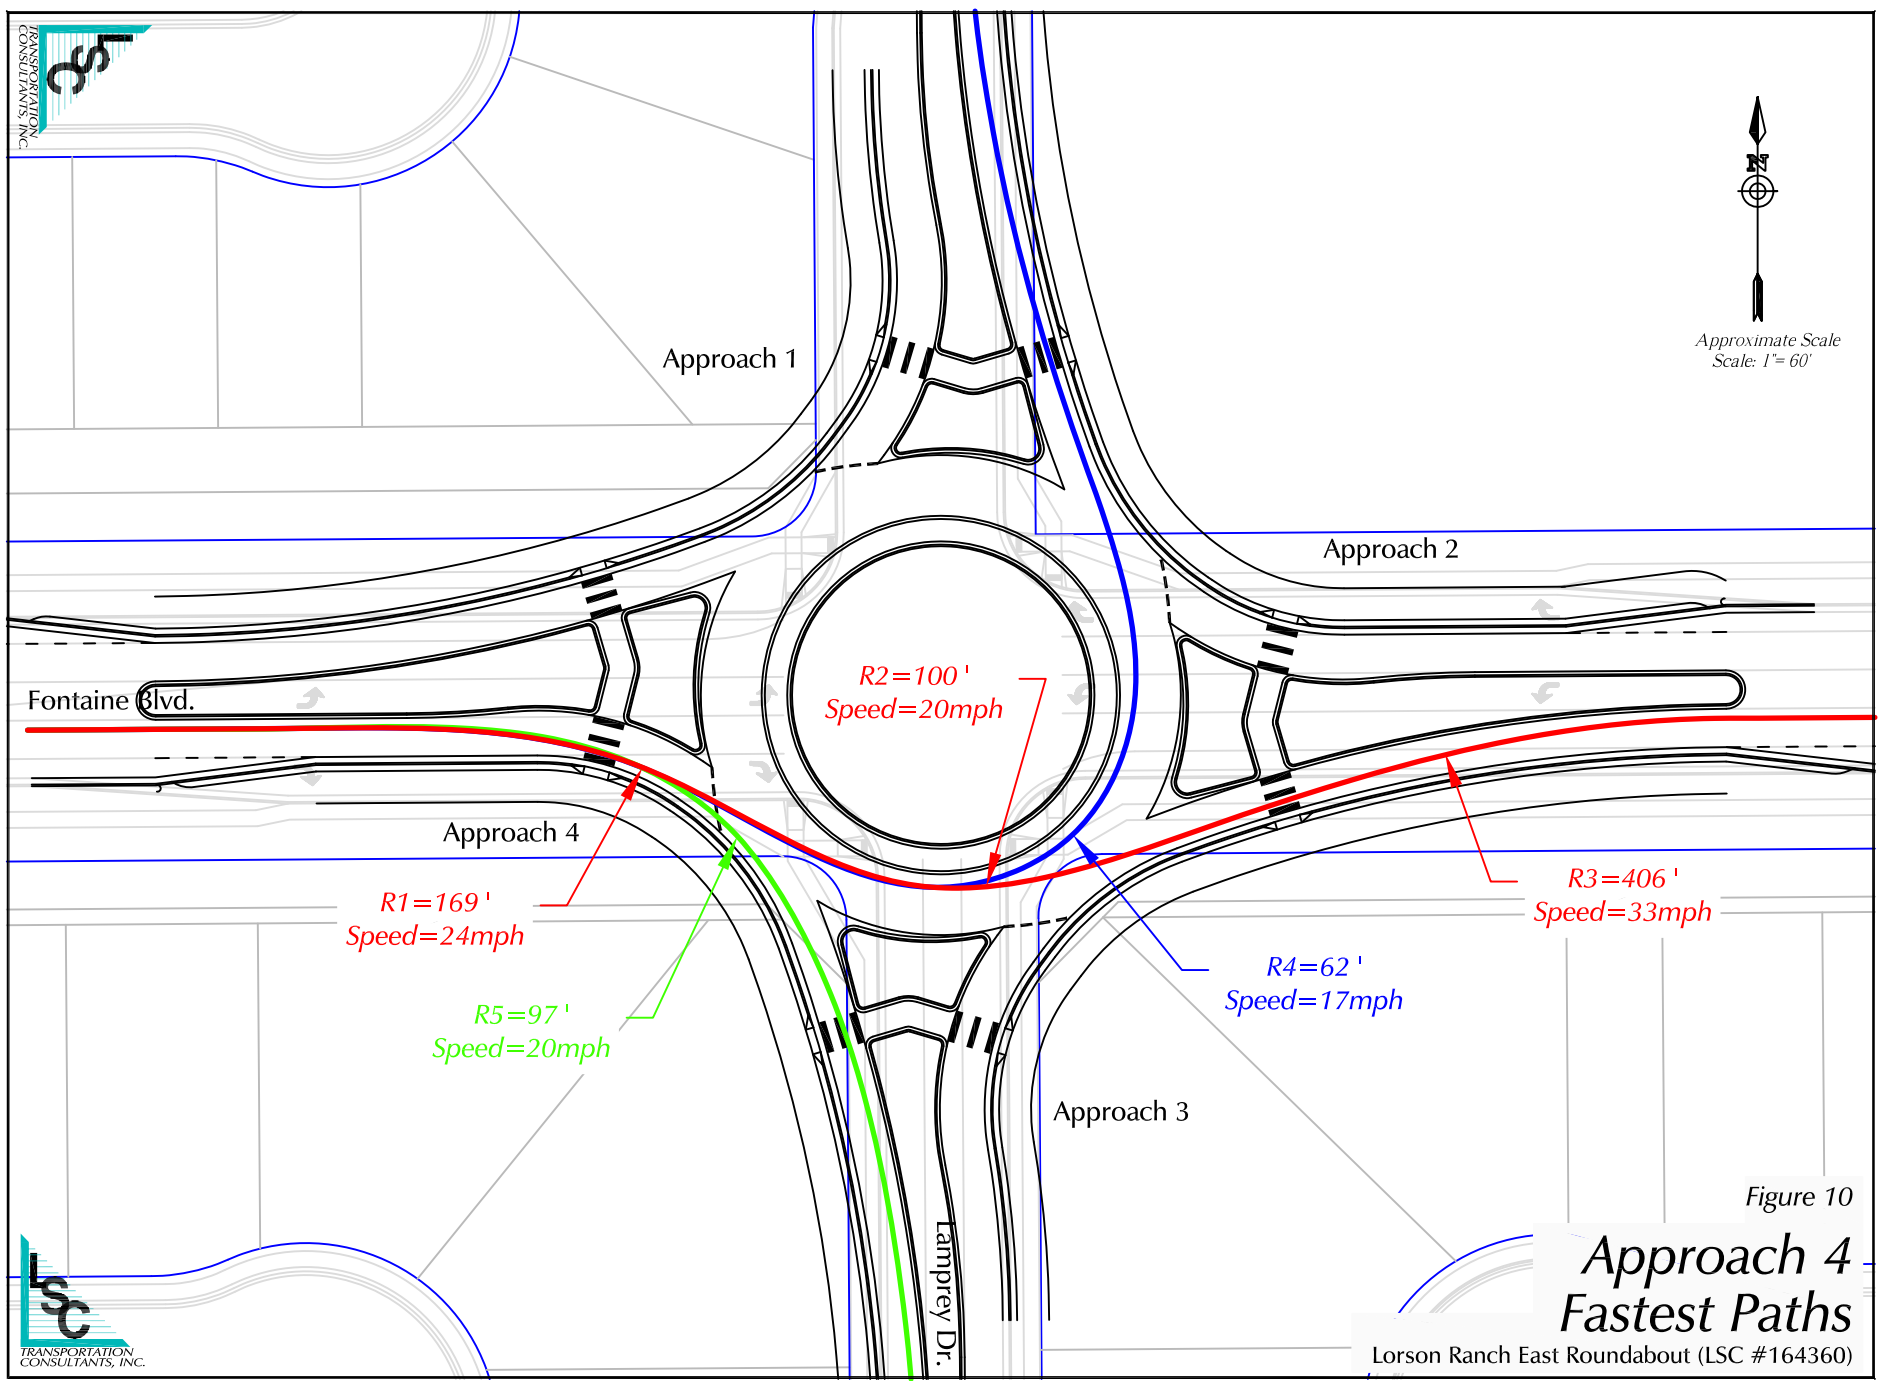 LSC
TRANSPORTATION
CONSULTANTS, INC.
N
Approximate Scale
Scale: 1"= 60'
Approach 1
Approach 2
R2=100 '
Speed=20mph
Fontaine Blvd.
Approach 4
R1=169 '
Speed=24mph
R3=406 '
Speed=33mph
R4=62 '
Speed=17mph
R5=97 '
Speed=20mph
Approach 3
Lamprey Dr.
Figure 10
Approach 4
Fastest Paths
Lorson Ranch East Roundabout (LSC #164360)
LSC
TRANSPORTATION
CONSULTANTS, INC.